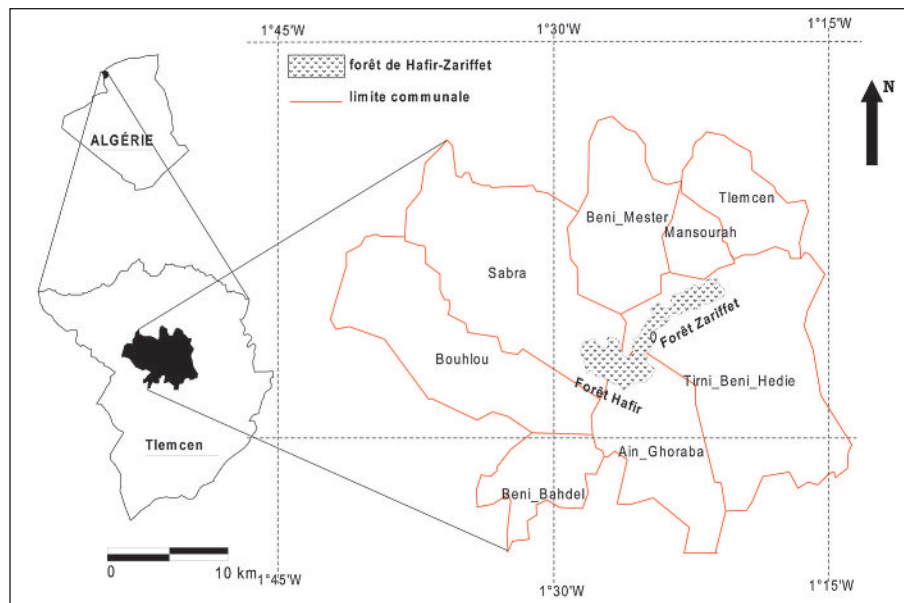 1°45'W
1°30'W
1°15'W
forêt de Hafir-Zariffet
limite communale
N
ALGÉRIE
Tlemcen
Beni_Mester
Mansourah
Sabra
Forêt Zariffet
0
Bouhlou
Tirni_Beni_Hedie
Forêt Hafir
Ain_Ghoraba
Tlemcen
Beni_Bahdel
0 10 km
1°45'W
1°30'W
1°15'W